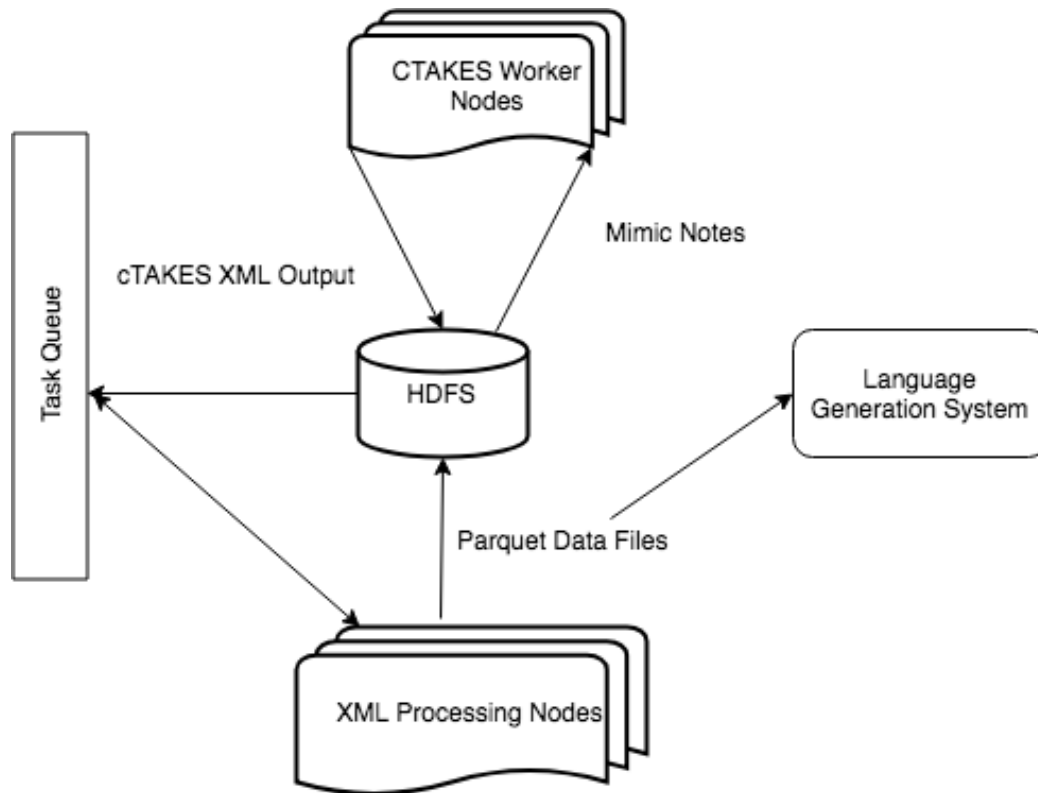 CTAKES Worker
Nodes
Mimic Notes
cTAKES XML Output
Task Queue
HDFS
Language
Generation System
Parquet Data Files
XML Processing Nodes